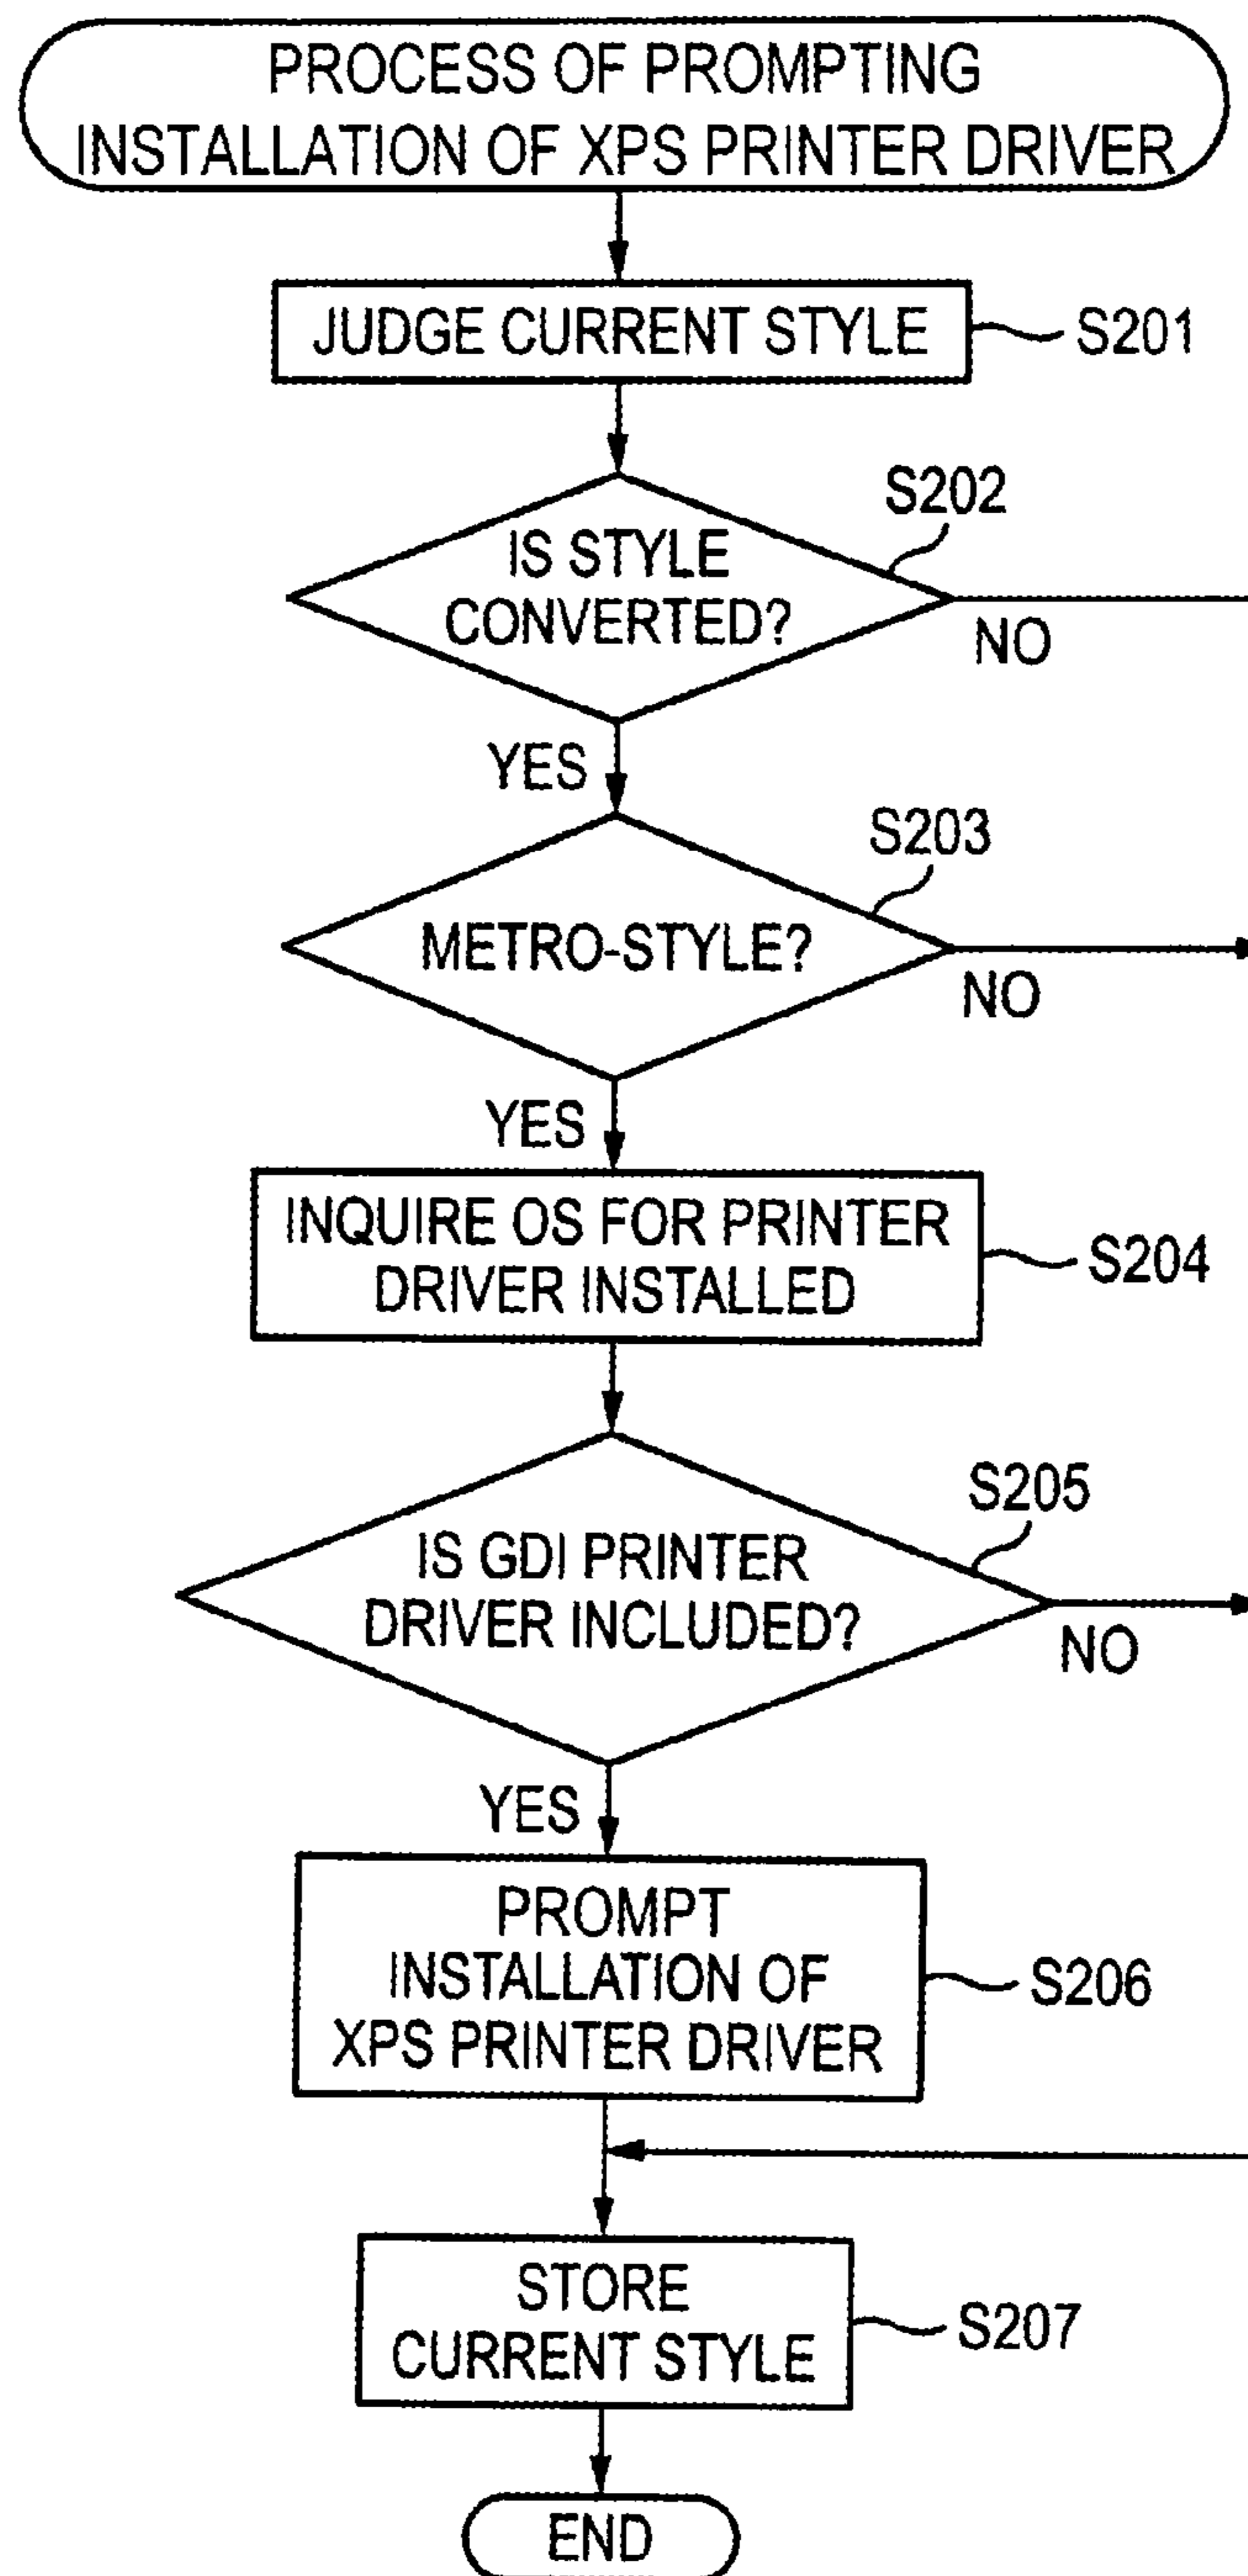 PROCESS OF PROMPTING
INSTALLATION OF XPS PRINTER DRIVER
JUDGE CURRENT STYLE
S201
S202
IS STYLE
CONVERTED?
NO
YES
S203
METRO-STYLE?
NO
YES
INQUIRE OS FOR PRINTER
DRIVER INSTALLED
S204
S205
IS GDI PRINTER
DRIVER INCLUDED?
NO
YES
PROMPT
INSTALLATION OF
XPS PRINTER DRIVER
S206
STORE
CURRENT STYLE
S207
END